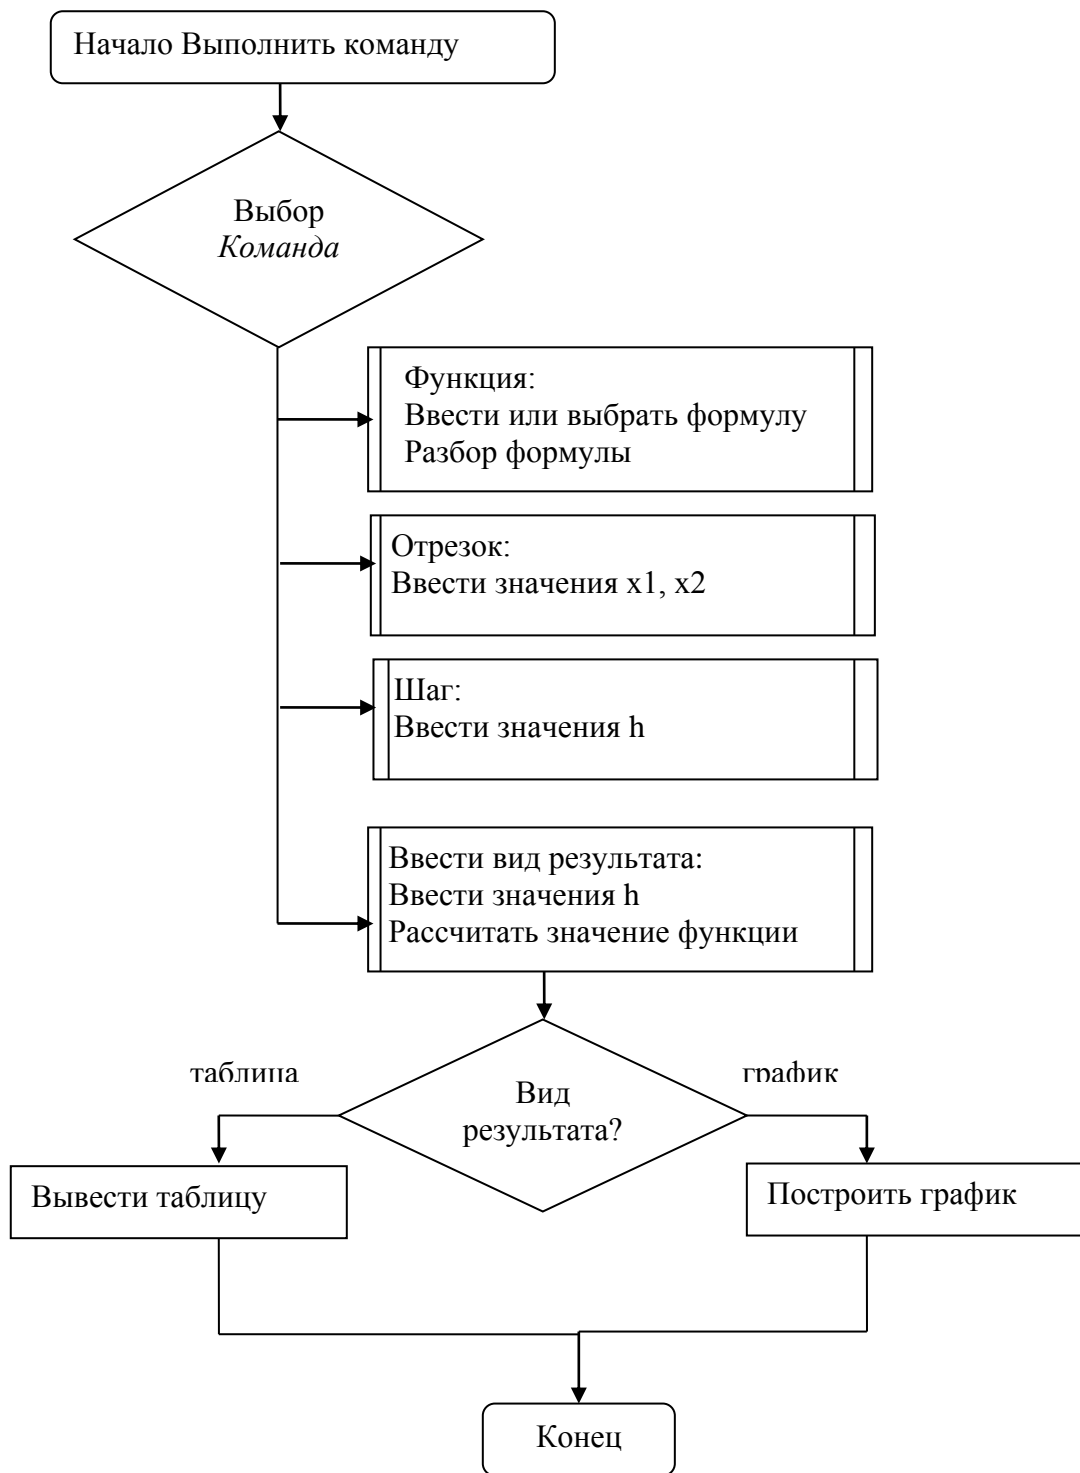 Начало Выполнить команду
Выбор
Команда
Функция:
Ввести или выбрать формулу
Разбор формулы
Отрезок:
Ввести значения x1, x2
Шаг:
Ввести значения h
Ввести вид результата:
Ввести значения h
Рассчитать значение функции
таблица
график
Вид
результата?
Вывести таблицу
Построить график
Конец